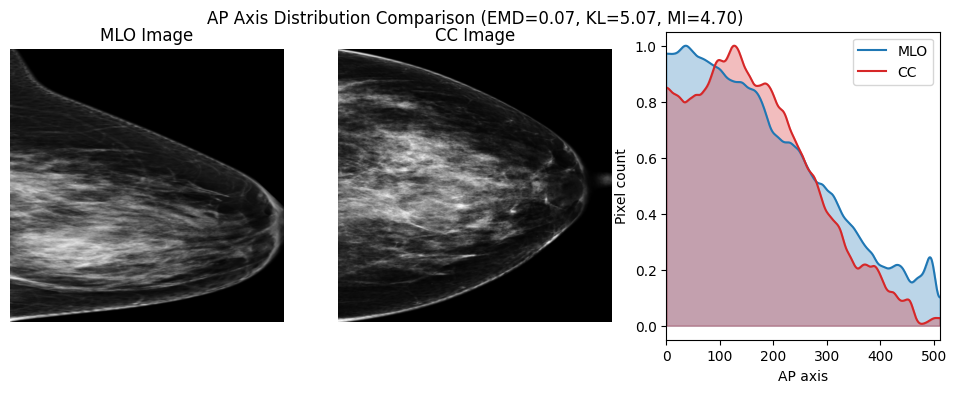 AP Axis Distribution Comparison (EMD=0.07, KL=5.07, MI=4.70)
MLO Image
CC Image
MLO
CC
Pixel count
1.0
0.8
0.6
0.4
0.2
0.0
0 100 200 300 400 500
AP axis